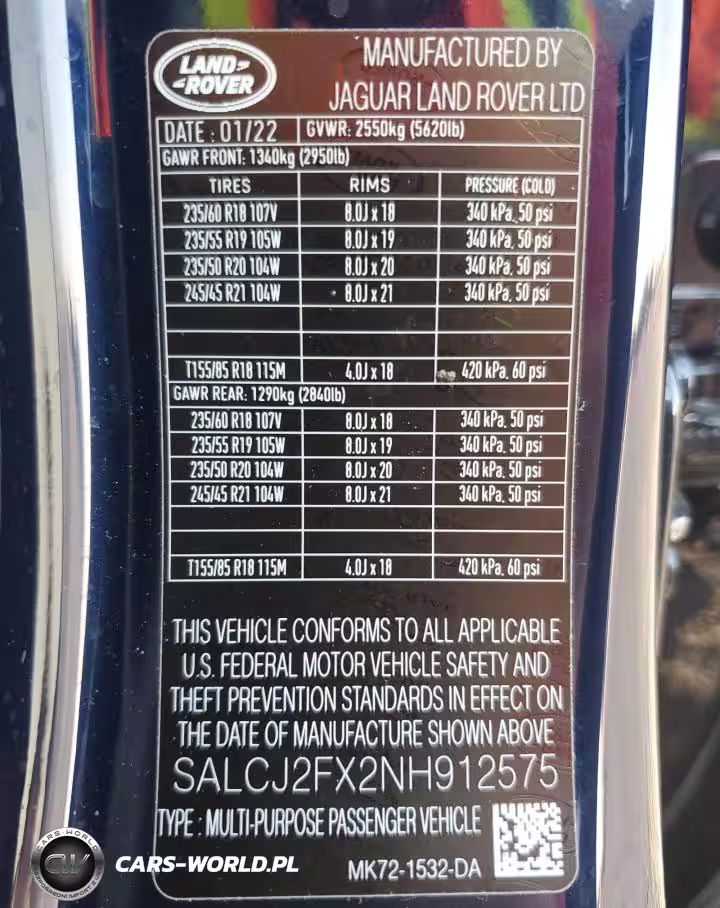 LAND-
-ROVER
MANUFACTURED BY
JAGUAR LAND ROVER LTD
DATE : 01/22 GVWR: 2550kg (5620lb)
GAWR FRONT: 1340kg (2950lb)
TIRES RIMS PRESSURE (COLD)
235/60 R18 107V 8.0J x 18 340 kPa, 50 psi
235/55 R19 105W 8.0J x 19 340 kPa, 50 psi
235/50 R20 104W 8.0J x 20 340 kPa, 50 psi
245/45 R21 104W 8.0J x 21 340 kPa, 50 psi
T155/85 R18 115M 4.0J x 18 420 kPa, 60 psi
GAWR REAR: 1290kg (2840lb)
235/60 R18 107V 8.0J x 18 340 kPa, 50 psi
235/55 R19 105W 8.0J x 19 340 kPa, 50 psi
235/50 R20 104W 8.0J x 20 340 kPa, 50 psi
245/45 R21 104W 8.0J x 21 340 kPa, 50 psi
T155/85 R18 115M 4.0J x 18 420 kPa, 60 psi
THIS VEHICLE CONFORMS TO ALL APPLICABLE
U.S. FEDERAL MOTOR VEHICLE SAFETY AND
THEFT PREVENTION STANDARDS IN EFFECT ON
THE DATE OF MANUFACTURE SHOWN ABOVE
SALCJ2FX2NH912575
TYPE : MULTI-PURPOSE PASSENGER VEHICLE
MK72-1532-DA
CARS-WORLD
CW
CARS-WORLD.PL